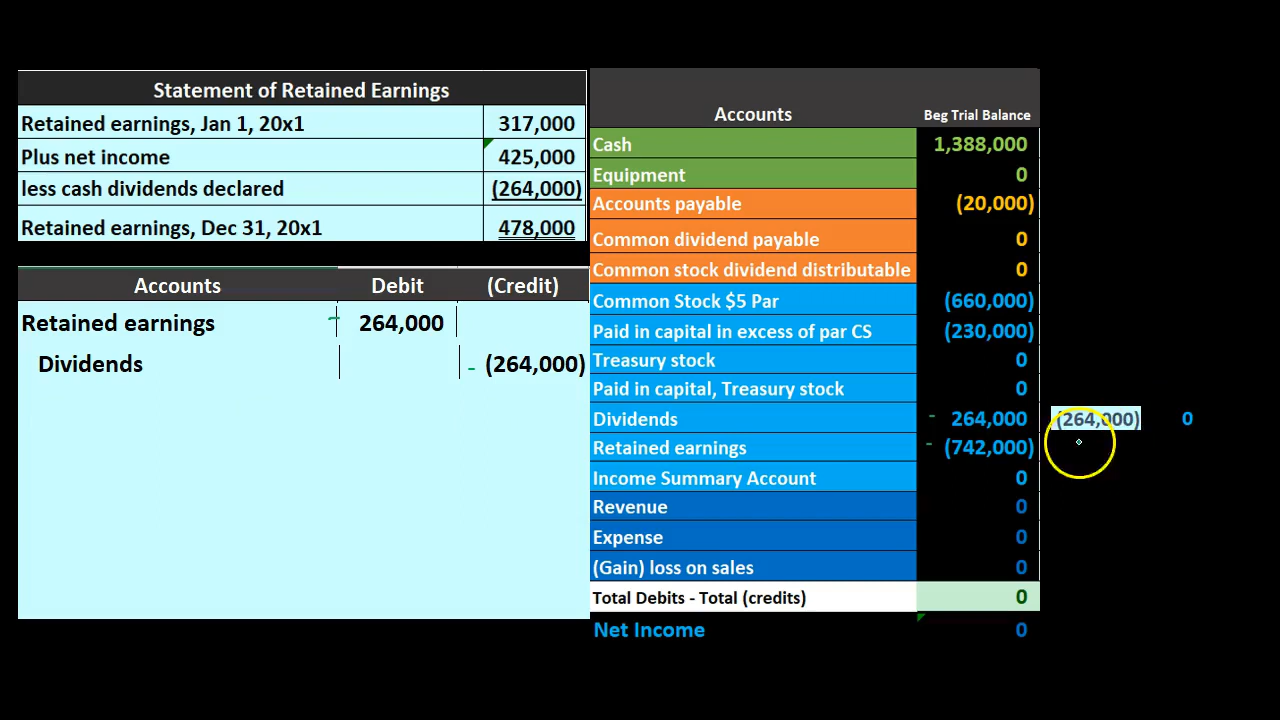 Statement of Retained Earnings
Retained earnings, Jan 1, 20x1 317,000
Plus net income 425,000
less cash dividends declared (264,000)
Retained earnings, Dec 31, 20x1 478,000
Accounts Debit (Credit)
Retained earnings 264,000
Dividends (264,000)
Accounts Beg Trial Balance
Cash 1,388,000
Equipment 0
Accounts payable (20,000)
Common dividend payable 0
Common stock dividend distributable 0
Common Stock $5 Par (660,000)
Paid in capital in excess of par CS (230,000)
Treasury stock 0
Paid in capital, Treasury stock 0
Dividends 264,000 (264,000) 0
Retained earnings (742,000)
Income Summary Account 0
Revenue 0
Expense 0
(Gain) loss on sales 0
Total Debits - Total (credits) 0
Net Income 0